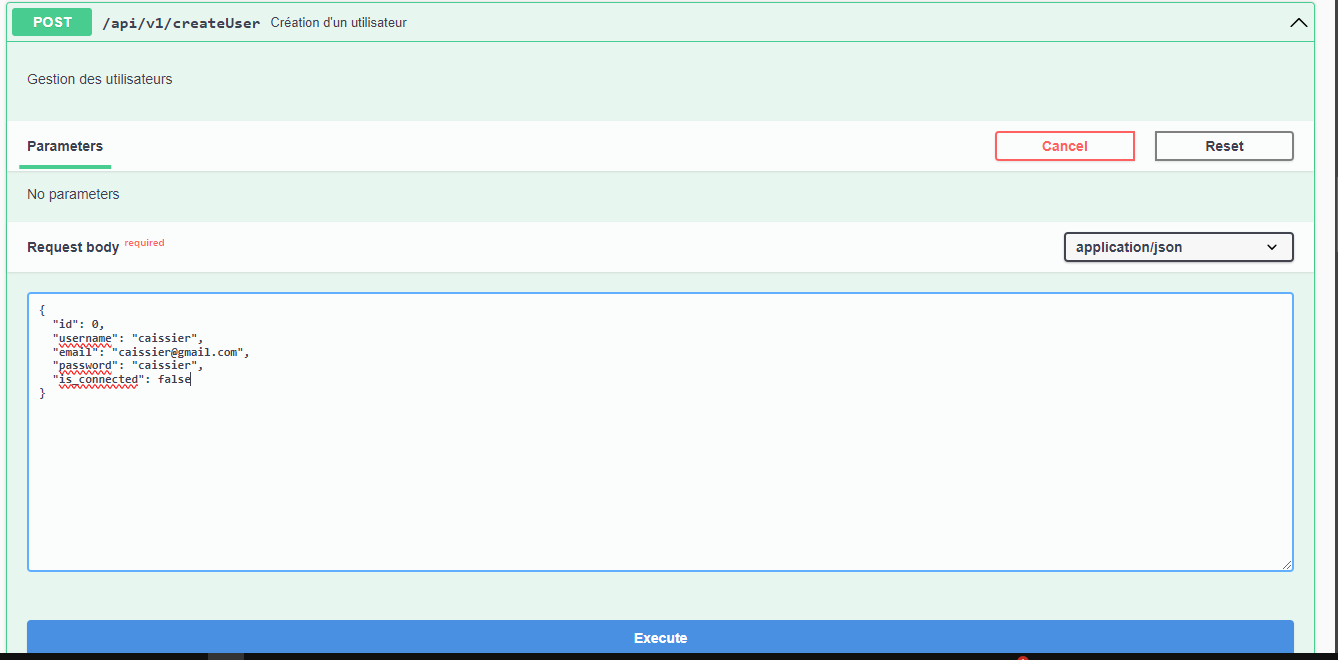 POST /api/v1/createUser Création d'un utilisateur
Gestion des utilisateurs
Parameters Cancel Reset
No parameters
Request body required application/json
{
  "id": 0,
  "username": "caissier",
  "email": "caissier@gmail.com",
  "password": "caissier",
  "is_connected": false
}
Execute